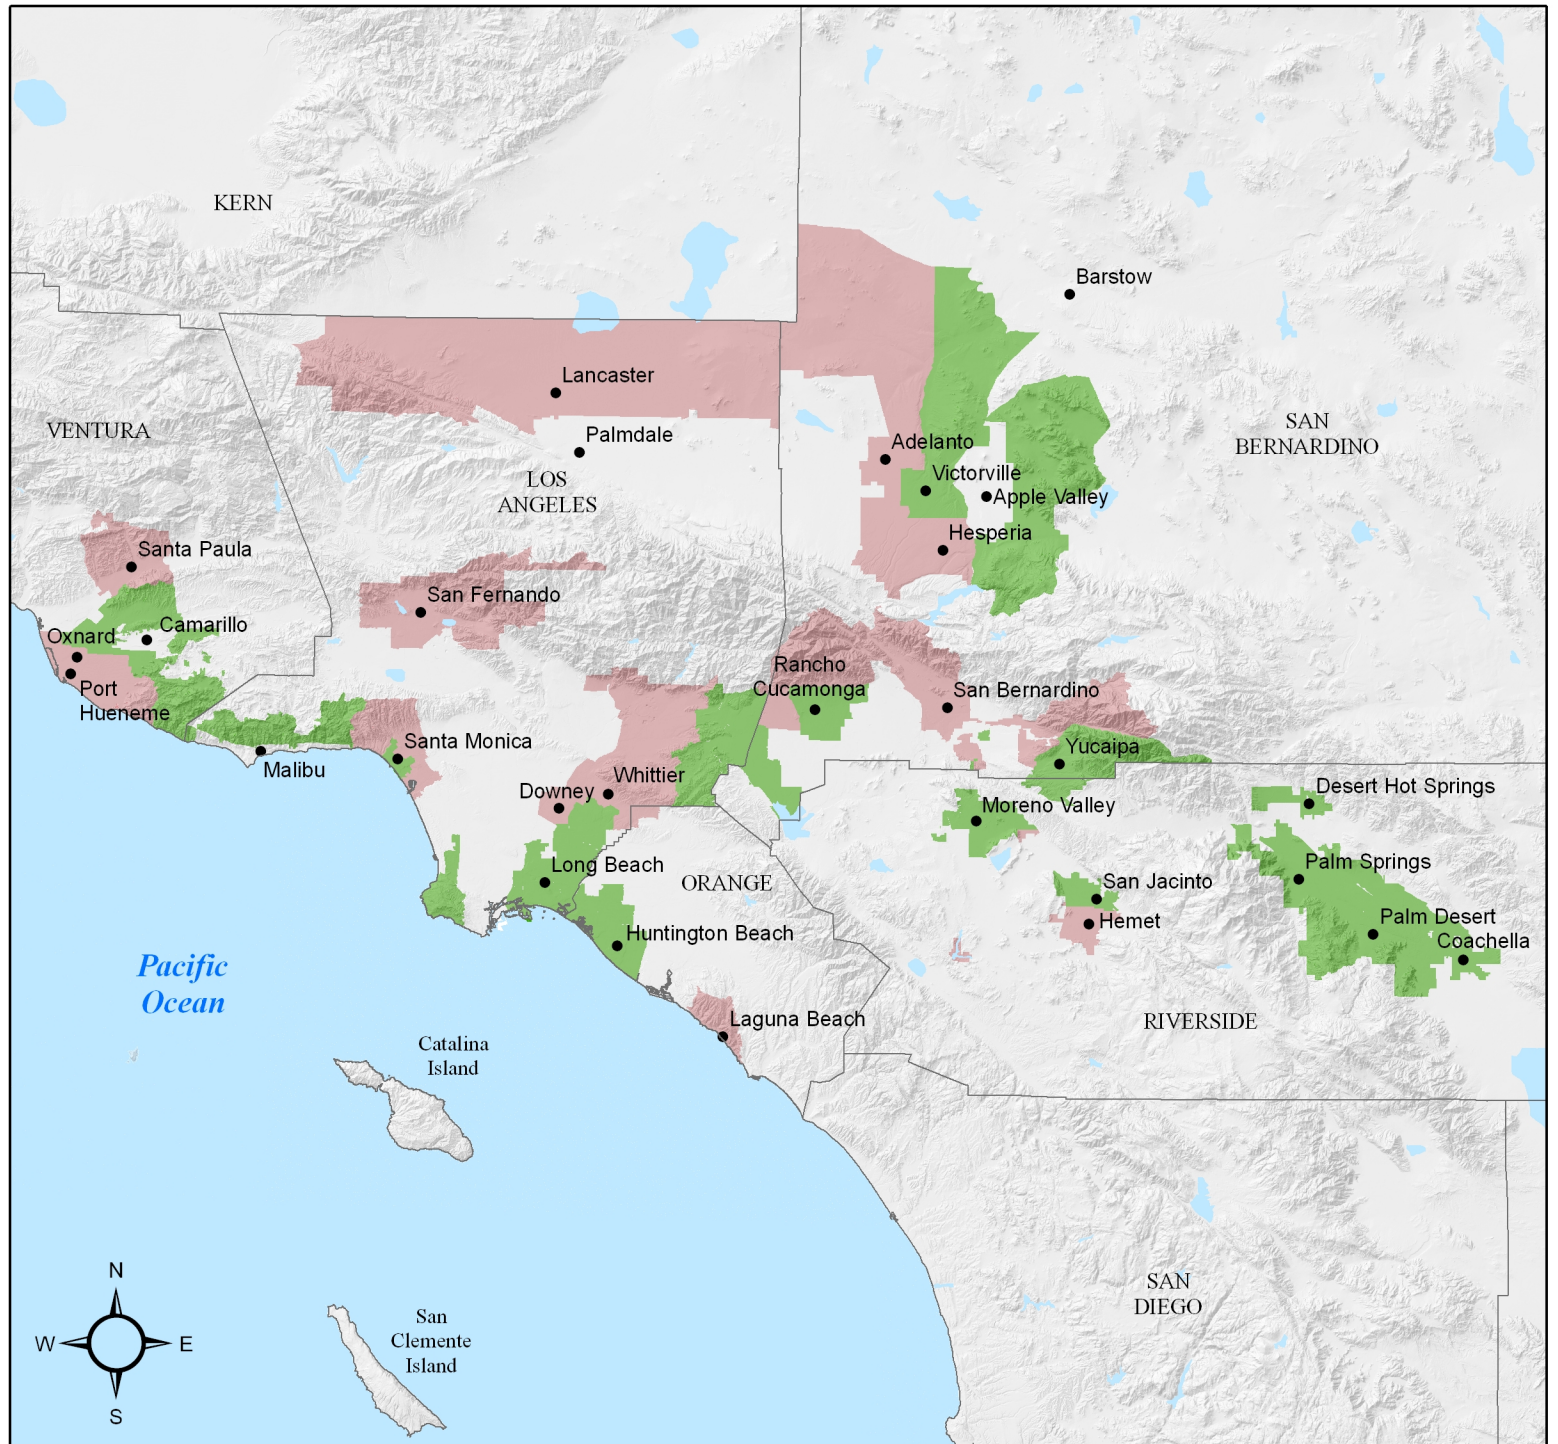 KERN
Barstow
Lancaster
VENTURA
Palmdale
SAN
BERNARDINO
Adelanto
LOS
ANGELES
Victorville
Apple Valley
Hesperia
Santa Paula
San Fernando
Camarillo
Oxnard
Rancho
Cucamonga
San Bernardino
Port
Hueneme
Santa Monica
Yucaipa
Malibu
Whittier
Downey
Desert Hot Springs
Moreno Valley
Long Beach
Palm Springs
ORANGE
San Jacinto
Hemet
Palm Desert
Huntington Beach
Coachella
Pacific
Ocean
Laguna Beach
RIVERSIDE
Catalina
Island
SAN
DIEGO
N
W
E
S
San
Clemente
Island